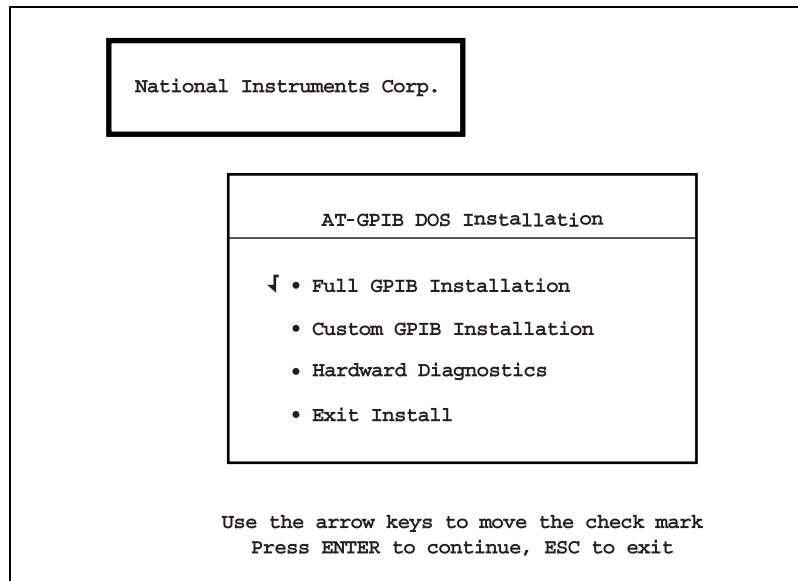 National Instruments Corp.
AT-GPIB DOS Installation
√ • Full GPIB Installation
• Custom GPIB Installation
• Hardward Diagnostics
• Exit Install
Use the arrow keys to move the check mark
Press ENTER to continue, ESC to exit